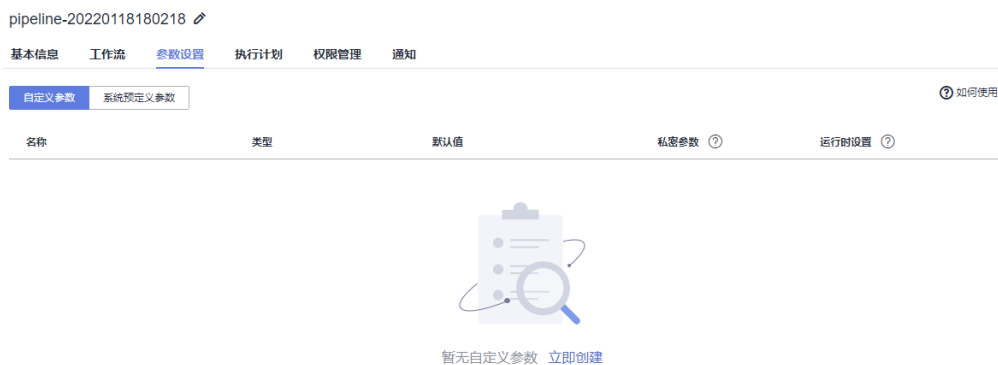 pipeline-20220118180218
基本信息 工作流 参数设置 执行计划 权限管理 通知
自定义参数 系统预定义参数 如何使用
名称 类型 默认值 私密参数 运行时设置
暂无自定义参数 立即创建